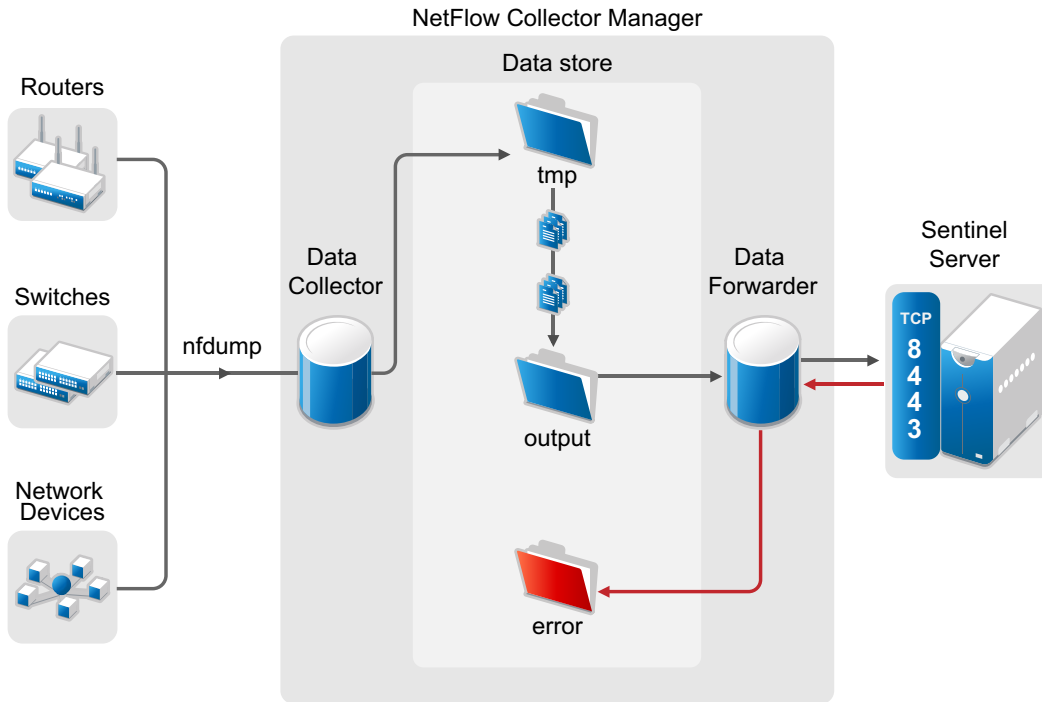 NetFlow Collector Manager
Data store
Routers
tmp
Switches
nfdump
Data
Collector
Data
Forwarder
Sentinel
Server
TCP
8
4
4
3
output
Network
Devices
error